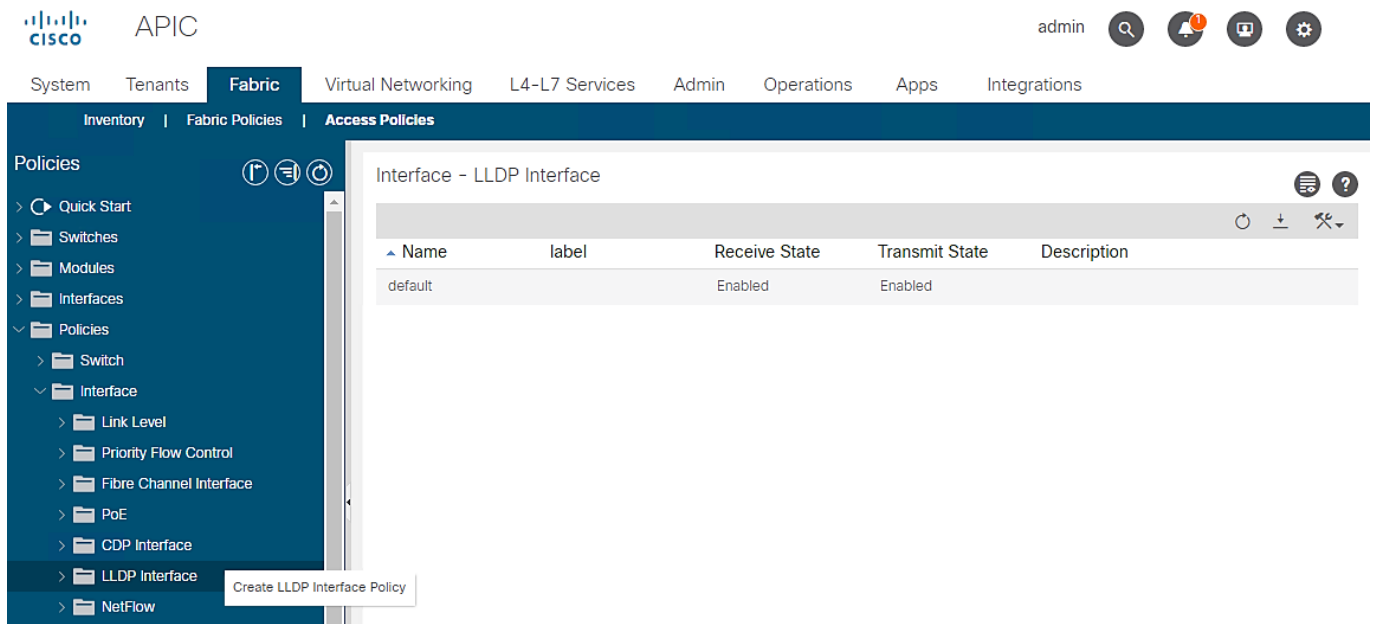 CISCO
APIC
admin
1
System Tenants Fabric Virtual Networking L4-L7 Services Admin Operations Apps Integrations
Inventory | Fabric Policies | Access Policies
Policies
Quick Start
Switches
Modules
Interfaces
Policies
Switch
Interface
Link Level
Priority Flow Control
Fibre Channel Interface
PoE
CDP Interface
LLDP Interface
NetFlow
Create LLDP Interface Policy
Interface - LLDP Interface
?
Name label Receive State Transmit State Description
default Enabled Enabled